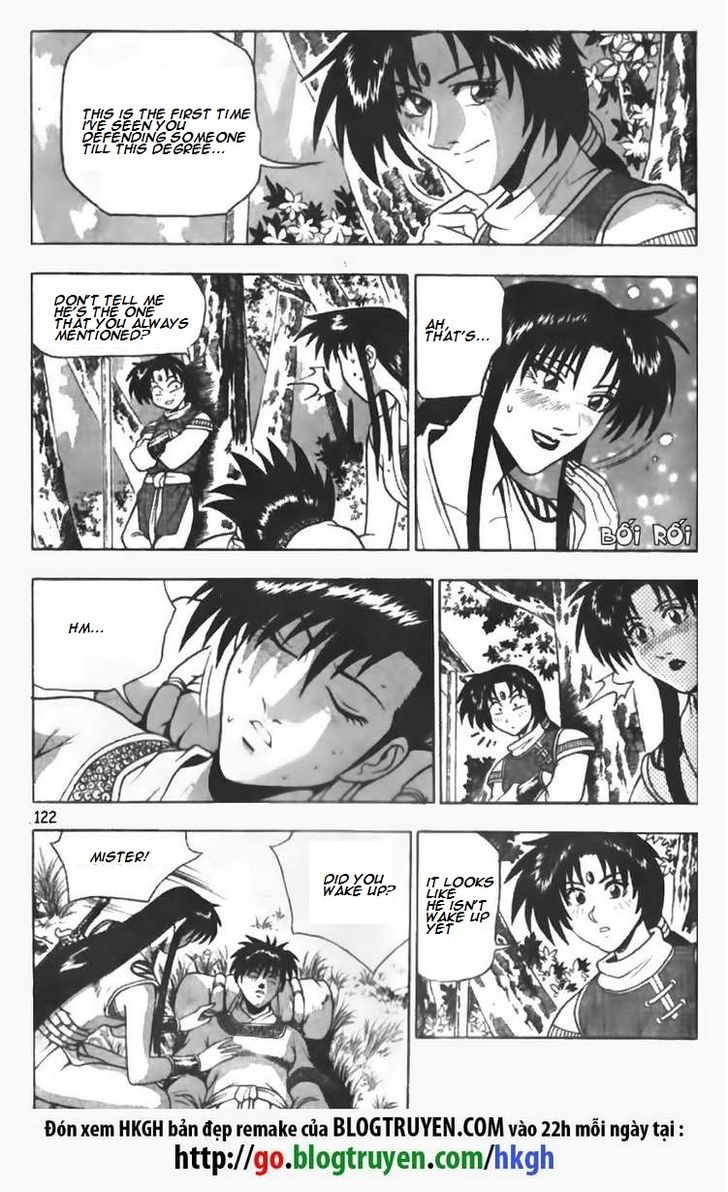 THIS IS THE FIRST TIME
I'VE SEEN YOU
DEFENDING SOMEONE
TILL THIS DEGREE...
DON'T TELL ME
HE'S THE ONE
THAT YOU ALWAYS
MENTIONED?
AH,
THAT'S...
BỐI RỐI
HM...
122
MISTER!
DID YOU
WAKE UP?
IT LOOKS
LIKE
HE ISN'T
WAKE UP
YET
Đón xem HKGH bản đẹp remake của BLOGTRUYEN.COM vào 22h mỗi ngày tại :
http://go.blogtruyen.com/hkgh